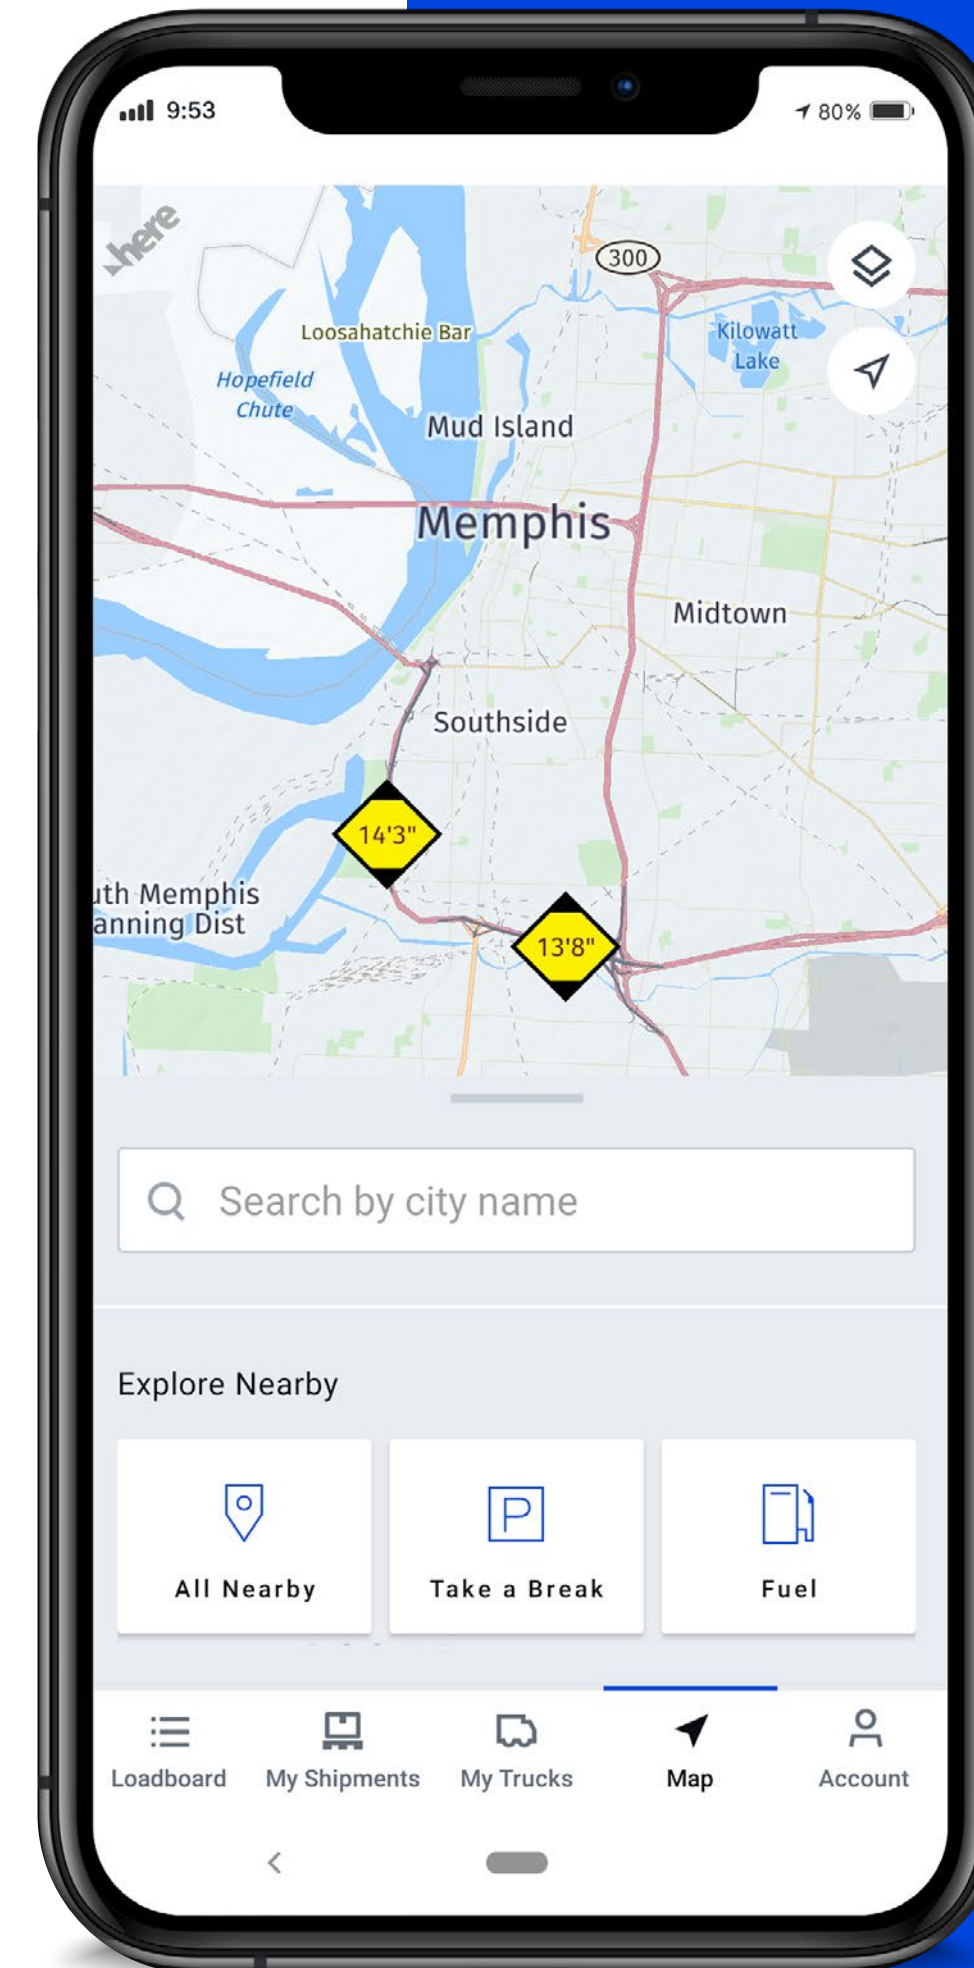 9:53
80%
here
300
Loosahatchie Bar
Kilowatt
Lake
Hopefield
Chute
Mud Island
Memphis
Midtown
Southside
14'3"
uth Memphis
anning Dist
13'8"
Search by city name
Explore Nearby
All Nearby
Take a Break
Fuel
Loadboard
My Shipments
My Trucks
Map
Account